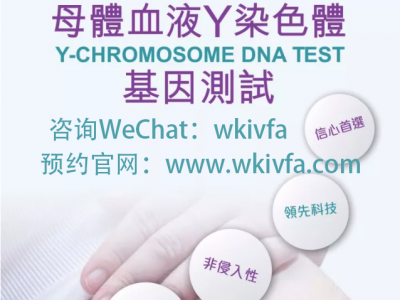 母體血液Y染色體
Y-CHROMOSOME DNA TEST
基因測試
咨询WeChat：wkivfa
信心首選
预约官网：www.wkivfa.com
領先科技
非侵入性